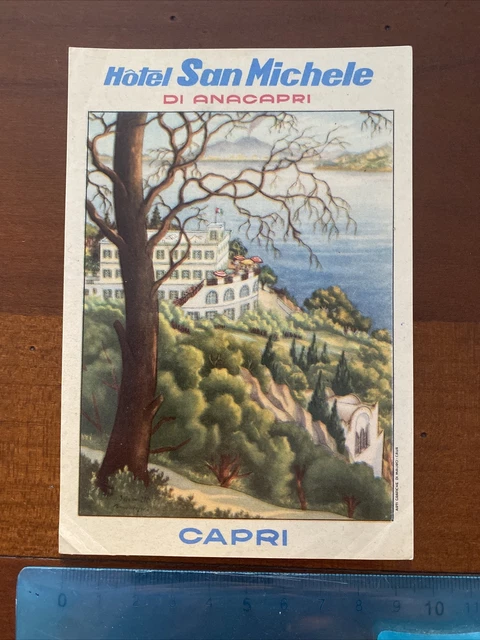 Hôtel San Michele
DI ANACAPRI
CAPRI
0 1 2 3 4 5 6 7 8 9 10